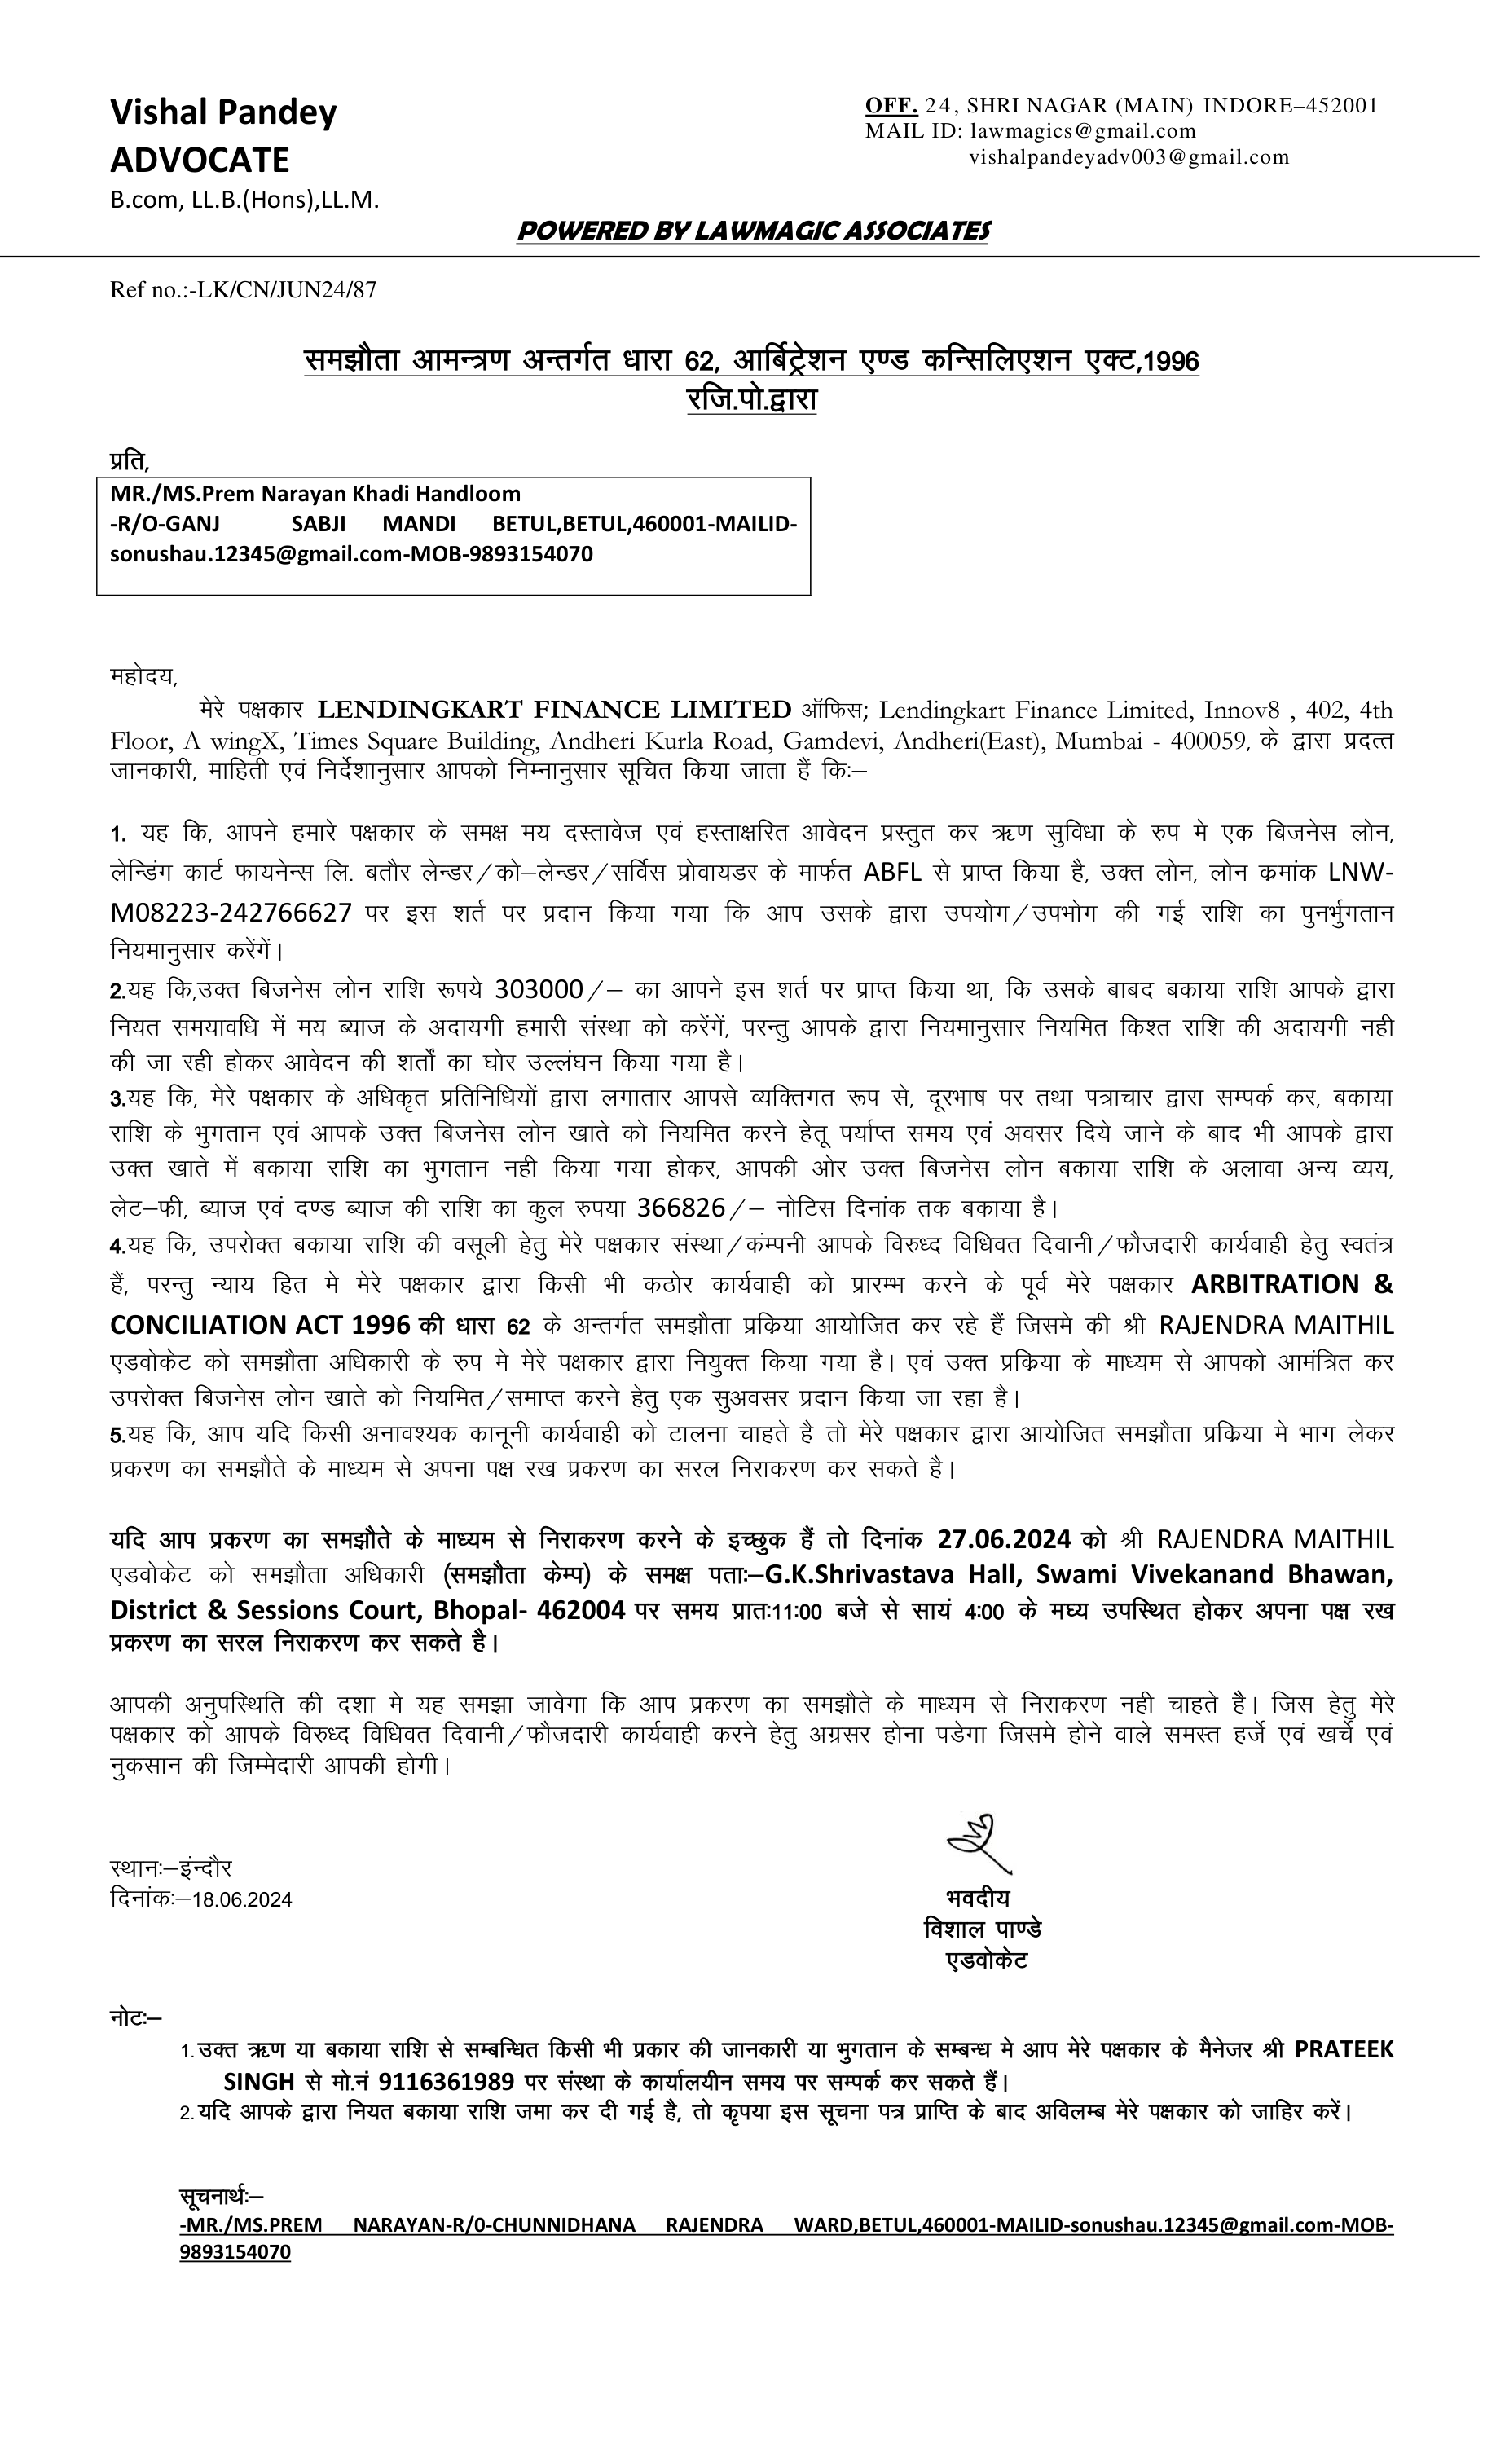 Vishal Pandey
ADVOCATE
B.com, LL.B.(Hons),LL.M.
OFF. 24, SHRI NAGAR (MAIN) INDORE–452001
MAIL ID: lawmagics@gmail.com
vishalpandeyadv003@gmail.com
POWERED BY LAWMAGIC ASSOCIATES
Ref no.:-LK/CN/JUN24/87
समझौता आमन्त्रण अन्तर्गत धारा 62, आर्बिट्रेशन एण्ड कन्सिलिएशन एक्ट,1996
रजि.पो.द्वारा
प्रति,
MR./MS.Prem Narayan Khadi Handloom
-R/O-GANJ SABJI MANDI BETUL,BETUL,460001-MAILID-
sonushau.12345@gmail.com-MOB-9893154070
महोदय,
मेरे पक्षकार LENDINGKART FINANCE LIMITED ऑफिस; Lendingkart Finance Limited, Innov8 , 402, 4th
Floor, A wingX, Times Square Building, Andheri Kurla Road, Gamdevi, Andheri(East), Mumbai - 400059, के द्वारा प्रदत्त
जानकारी, माहिती एवं निर्देशानुसार आपको निम्नानुसार सूचित किया जाता हैं किः–
1. यह कि, आपने हमारे पक्षकार के समक्ष मय दस्तावेज एवं हस्ताक्षरित आवेदन प्रस्तुत कर ऋण सुविधा के रुप मे एक बिजनेस लोन,
लेन्डिंग कार्ट फायनेन्स लि. बतौर लेन्डर/को–लेन्डर/सर्विस प्रोवायडर के मार्फत ABFL से प्राप्त किया है, उक्त लोन, लोन क्रमांक LNW-
M08223-242766627 पर इस शर्त पर प्रदान किया गया कि आप उसके द्वारा उपयोग/उपभोग की गई राशि का पुनर्भुगतान
नियमानुसार करेंगें।
2.यह कि,उक्त बिजनेस लोन राशि रूपये 303000/– का आपने इस शर्त पर प्राप्त किया था, कि उसके बाबद बकाया राशि आपके द्वारा
नियत समयावधि में मय ब्याज के अदायगी हमारी संस्था को करेंगें, परन्तु आपके द्वारा नियमानुसार नियमित किश्त राशि की अदायगी नही
की जा रही होकर आवेदन की शर्तों का घोर उल्लंघन किया गया है।
3.यह कि, मेरे पक्षकार के अधिकृत प्रतिनिधियों द्वारा लगातार आपसे व्यक्तिगत रूप से, दूरभाष पर तथा पत्राचार द्वारा सम्पर्क कर, बकाया
राशि के भुगतान एवं आपके उक्त बिजनेस लोन खाते को नियमित करने हेतू पर्याप्त समय एवं अवसर दिये जाने के बाद भी आपके द्वारा
उक्त खाते में बकाया राशि का भुगतान नही किया गया होकर, आपकी ओर उक्त बिजनेस लोन बकाया राशि के अलावा अन्य व्यय,
लेट–फी, ब्याज एवं दण्ड ब्याज की राशि का कुल रुपया 366826/– नोटिस दिनांक तक बकाया है।
4.यह कि, उपरोक्त बकाया राशि की वसूली हेतु मेरे पक्षकार संस्था/कंम्पनी आपके विरुध्द विधिवत दिवानी/फौजदारी कार्यवाही हेतु स्वतंत्र
हैं, परन्तु न्याय हित मे मेरे पक्षकार द्वारा किसी भी कठोर कार्यवाही को प्रारम्भ करने के पूर्व मेरे पक्षकार ARBITRATION &
CONCILIATION ACT 1996 की धारा 62 के अन्तर्गत समझौता प्रक्रिया आयोजित कर रहे हैं जिसमे की श्री RAJENDRA MAITHIL
एडवोकेट को समझौता अधिकारी के रुप मे मेरे पक्षकार द्वारा नियुक्त किया गया है। एवं उक्त प्रक्रिया के माध्यम से आपको आमंत्रित कर
उपरोक्त बिजनेस लोन खाते को नियमित/समाप्त करने हेतु एक सुअवसर प्रदान किया जा रहा है।
5.यह कि, आप यदि किसी अनावश्यक कानूनी कार्यवाही को टालना चाहते है तो मेरे पक्षकार द्वारा आयोजित समझौता प्रक्रिया मे भाग लेकर
प्रकरण का समझौते के माध्यम से अपना पक्ष रख प्रकरण का सरल निराकरण कर सकते है।
यदि आप प्रकरण का समझौते के माध्यम से निराकरण करने के इच्छुक हैं तो दिनांक 27.06.2024 को श्री RAJENDRA MAITHIL
एडवोकेट को समझौता अधिकारी (समझौता केम्प) के समक्ष पताः–G.K.Shrivastava Hall, Swami Vivekanand Bhawan,
District & Sessions Court, Bhopal- 462004 पर समय प्रातः11:00 बजे से सायं 4:00 के मघ्य उपस्थित होकर अपना पक्ष रख
प्रकरण का सरल निराकरण कर सकते है।
आपकी अनुपस्थिति की दशा मे यह समझा जावेगा कि आप प्रकरण का समझौते के माध्यम से निराकरण नही चाहते है। जिस हेतु मेरे
पक्षकार को आपके विरुध्द विधिवत दिवानी/फौजदारी कार्यवाही करने हेतु अग्रसर होना पडेगा जिसमे होने वाले समस्त हर्जे एवं खर्चे एवं
नुकसान की जिम्मेदारी आपकी होगी।
स्थानः–इंन्दौर
दिनांकः–18.06.2024
भवदीय
विशाल पाण्डे
एडवोकेट
नोटः–
1. उक्त ऋण या बकाया राशि से सम्बन्धित किसी भी प्रकार की जानकारी या भुगतान के सम्बन्ध मे आप मेरे पक्षकार के मैनेजर श्री PRATEEK
SINGH से मो.नं 9116361989 पर संस्था के कार्यालयीन समय पर सम्पर्क कर सकते हैं।
2. यदि आपके द्वारा नियत बकाया राशि जमा कर दी गई है, तो कृपया इस सूचना पत्र प्राप्ति के बाद अविलम्ब मेरे पक्षकार को जाहिर करें।
सूचनार्थः–
-MR./MS.PREM NARAYAN-R/0-CHUNNIDHANA RAJENDRA WARD,BETUL,460001-MAILID-sonushau.12345@gmail.com-MOB-
9893154070